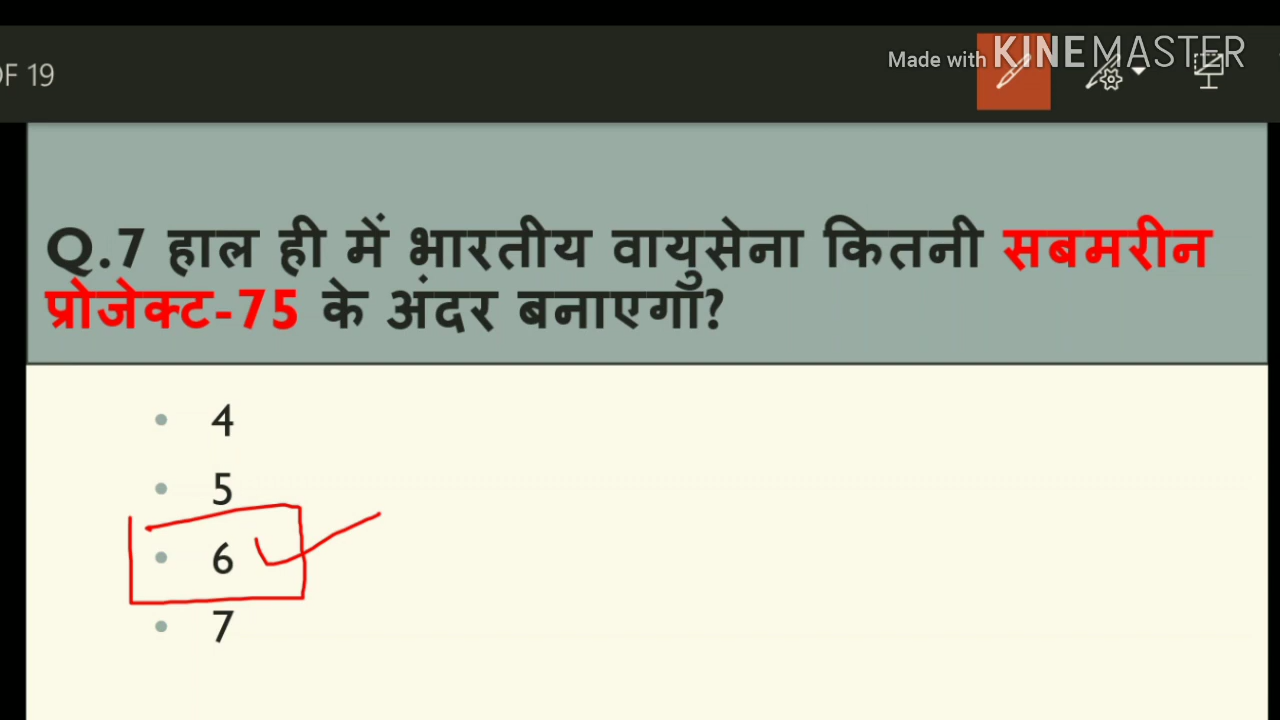 Made with KINEMASTER
OF 19
Q.7 हाल ही में भारतीय वायुसेना कितनी सबमरीन
प्रोजेक्ट-75 के अंदर बनाएगा?
4
5
6
7